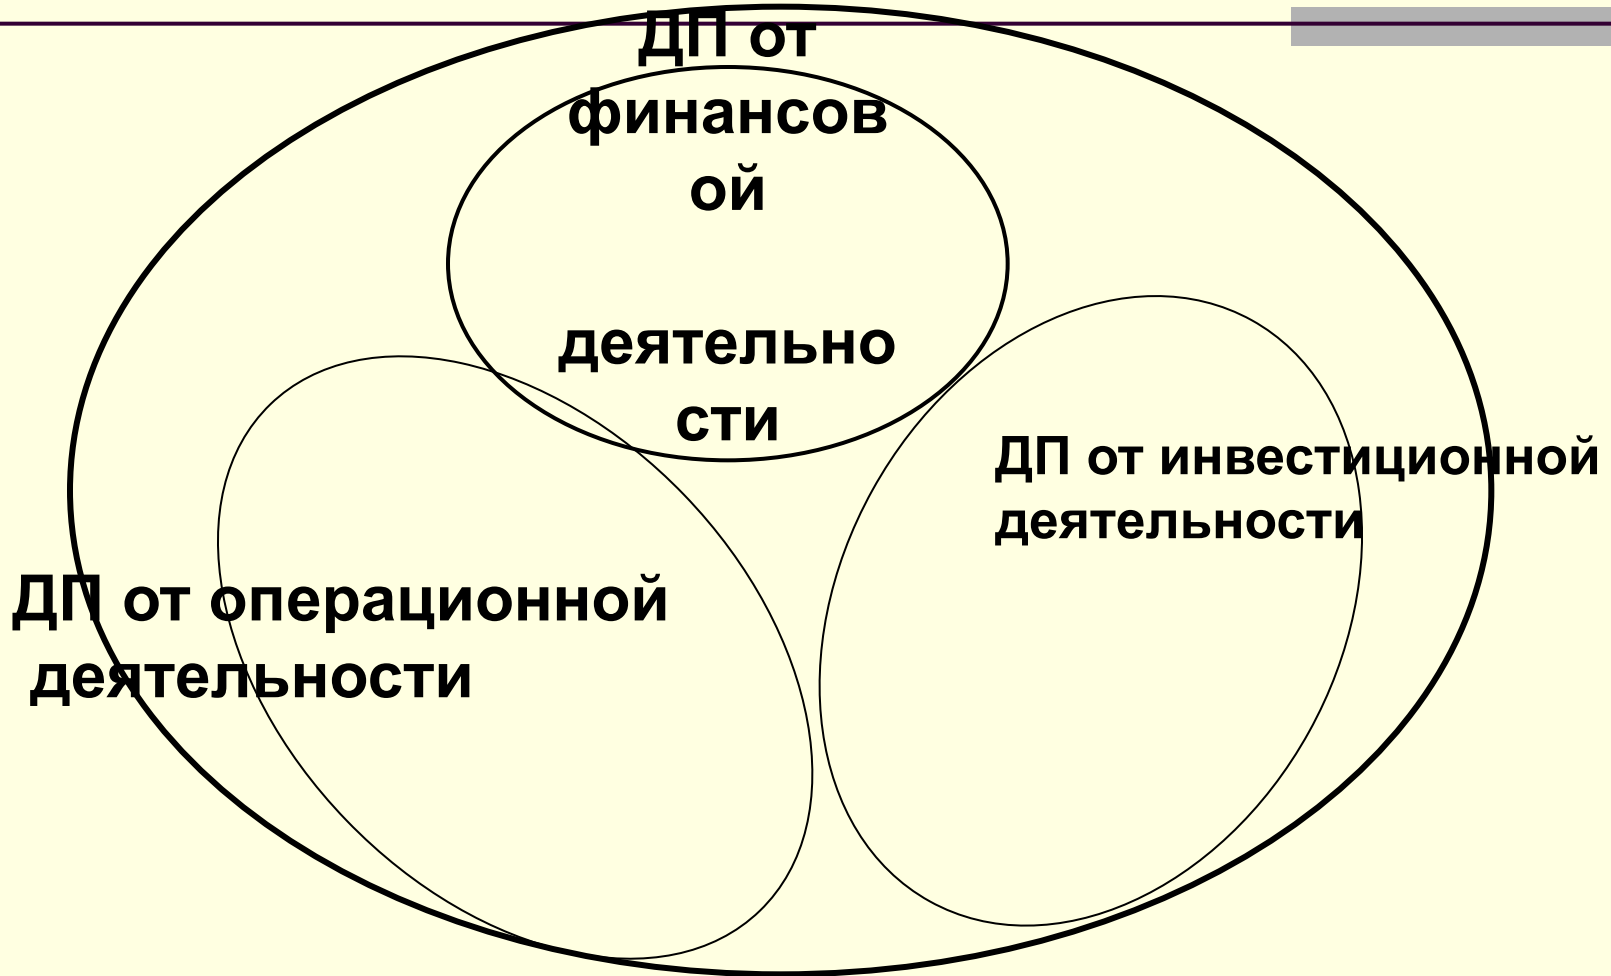 ДП от
финансов
ой
деятельно
сти
ДП от инвестиционной
деятельности
ДП от операционной
деятельности